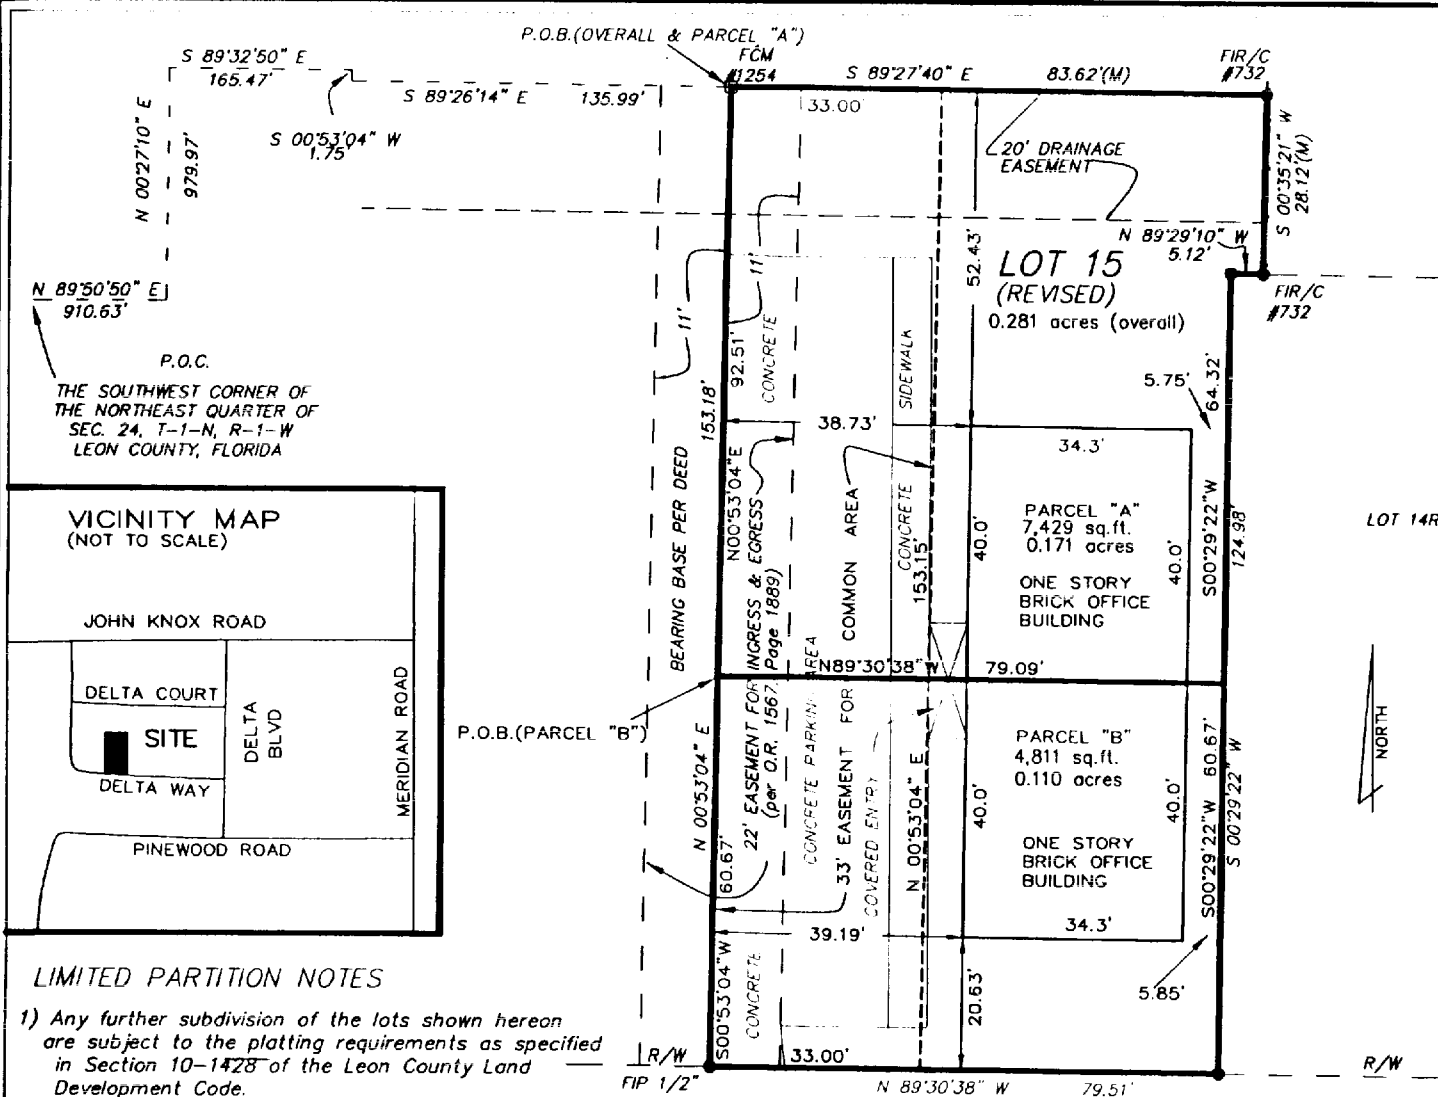 P.O.B.(OVERALL & PARCEL "A")
FCM
#1254
S 89°27'40" E 83.62'(M)
FIR/C
#732
S 89°32'50" E
165.47'
S 89°26'14" E 135.99'
33.00'
N 00°27'10" E
979.97'
S 00°53'04" W
1.75'
20' DRAINAGE
EASEMENT
S 00°35'21" W
28.12'(M)
N 89°29'10" W
5.12'
FIR/C
#732
N 89°50'50" E
910.63'
P.O.C.
THE SOUTHWEST CORNER OF
THE NORTHEAST QUARTER OF
SEC. 24, T-1-N, R-1-W
LEON COUNTY, FLORIDA
LOT 15
(REVISED)
0.281 acres (overall)
52.43'
11'
11'
92.51'
153.18'
CONCRETE
SIDEWALK
5.75'
64.32'
38.73'
34.3'
BEARING BASE PER DEED
N00°53'04"E
22' EASEMENT FOR INGRESS & EGRESS
(per O.R. 1567, Page 1889)
CONCRETE PARKING AREA
33' EASEMENT FOR COMMON AREA
CONCRETE
153.15'
40.0'
PARCEL "A"
7,429 sq.ft.
0.171 acres
ONE STORY
BRICK OFFICE
BUILDING
40.0'
S00°29'22"W
124.98'
LOT 14R
N89°30'38"W 79.09'
P.O.B.(PARCEL "B")
N 00°53'04" E
60.67'
COVERED ENTRY
N 00°53'04" E
40.0'
PARCEL "B"
4,811 sq.ft.
0.110 acres
ONE STORY
BRICK OFFICE
BUILDING
40.0'
S00°29'22"W 60.67'
S 00°29'22" W
NORTH
39.19'
34.3'
S00°53'04"W
CONCRETE
20.63'
5.85'
R/W
33.00'
FIP 1/2"
N 89°30'38" W 79.51'
R/W
VICINITY MAP
(NOT TO SCALE)
JOHN KNOX ROAD
DELTA COURT
SITE
DELTA
BLVD
MERIDIAN ROAD
DELTA WAY
PINEWOOD ROAD
LIMITED PARTITION NOTES
1) Any further subdivision of the lots shown hereon
are subject to the platting requirements as specified
in Section 10-1428 of the Leon County Land
Development Code.